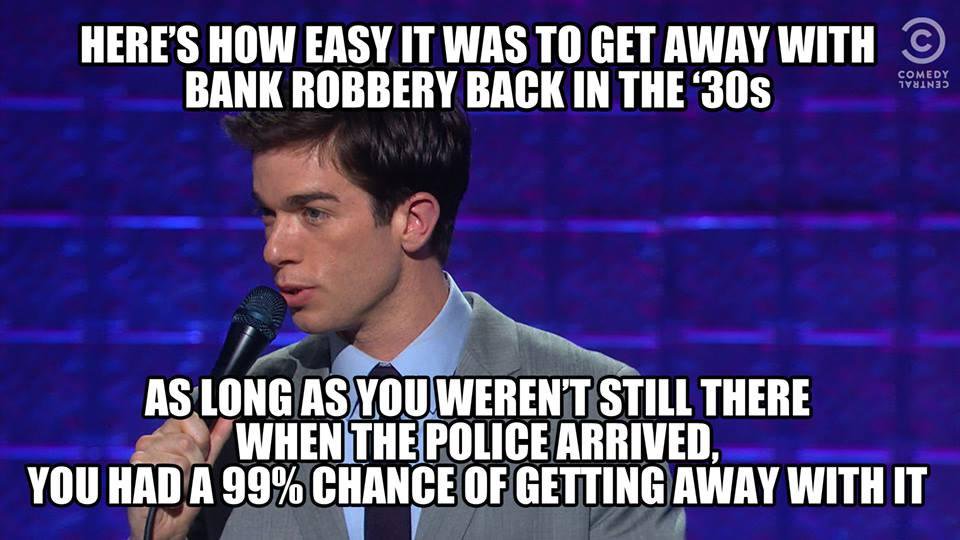 HERE'S HOW EASY IT WAS TO GET AWAY WITH
BANK ROBBERY BACK IN THE ‘30s
COMEDY
CENTRAL
AS LONG AS YOU WEREN'T STILL THERE
WHEN THE POLICE ARRIVED,
YOU HAD A 99% CHANCE OF GETTING AWAY WITH IT